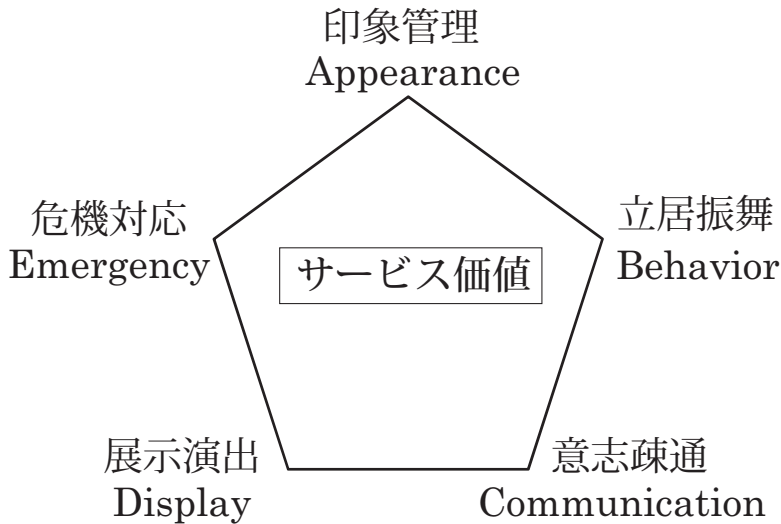 印象管理
Appearance
危機対応
Emergency
立居振舞
Behavior
サービス価値
展示演出
Display
意志疎通
Communication